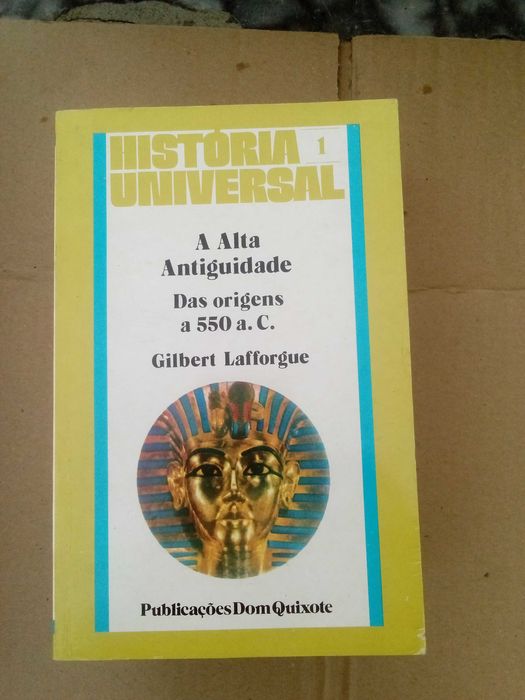 HISTÓRIA 1
UNIVERSAL
A Alta
Antiguidade
Das origens
a 550 a. C.
Gilbert Lafforgue
Publicações Dom Quixote